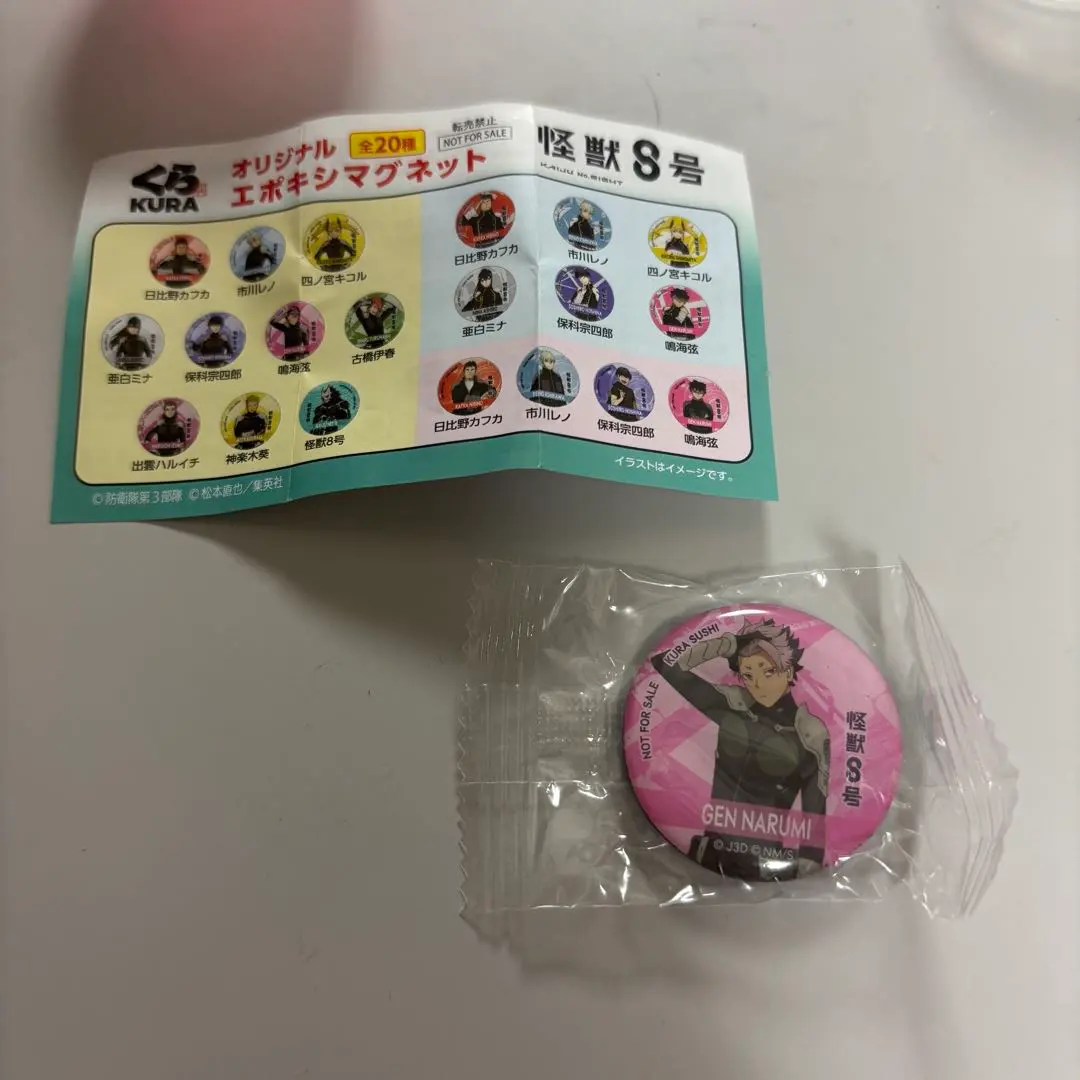 くら
KURA
オリジナル
エポキシマグネット
全20種
転売禁止
NOT FOR SALE
怪獣8号
日比野カフカ
市川レノ
四ノ宮キコル
亜白ミナ
保科宗四郎
鳴海弦
古橋伊春
出雲ハルイチ
神楽木葵
怪獣8号
日比野カフカ
市川レノ
四ノ宮キコル
亜白ミナ
保科宗四郎
鳴海弦
日比野カフカ
市川レノ
保科宗四郎
鳴海弦
イラストはイメージです。
©防衛隊第3部隊 ©松本直也/集英社
NOT FOR SALE
KURA SUSHI
怪獣8号
GEN NARUMI
© J3D © NM/S